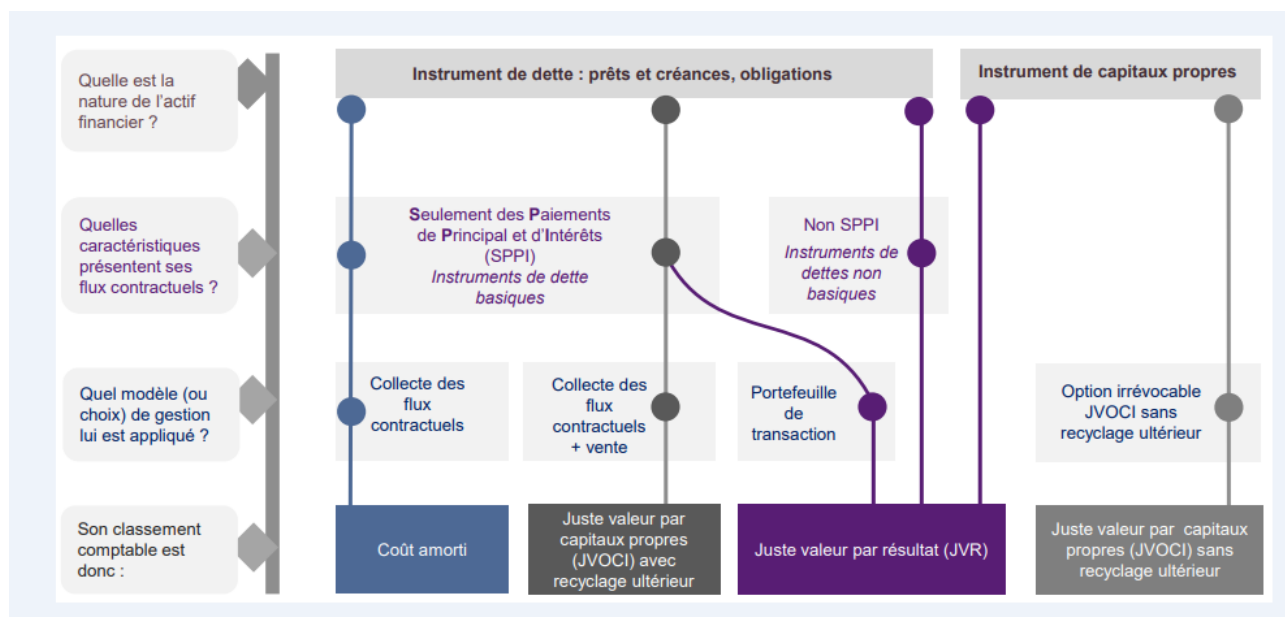 Quelle est la
nature de l'actif
financier ?
Instrument de dette : prêts et créances, obligations
Instrument de capitaux propres
Quelles
caractéristiques
présentent ses
flux contractuels ?
Seulement des Paiements
de Principal et d'Intérêts
(SPPI)
Instruments de dette
basiques
Non SPPI
Instruments de
dettes non
basiques
Quel modèle (ou
choix) de gestion
lui est appliqué ?
Collecte des
flux
contractuels
Collecte des
flux
contractuels
+ vente
Portefeuille
de
transaction
Option irrévocable
JVOCI sans
recyclage ultérieur
Son classement
comptable est
donc :
Coût amorti
Juste valeur par
capitaux propres
(JVOCI) avec
recyclage ultérieur
Juste valeur par résultat (JVR)
Juste valeur par capitaux
propres (JVOCI) sans
recyclage ultérieur